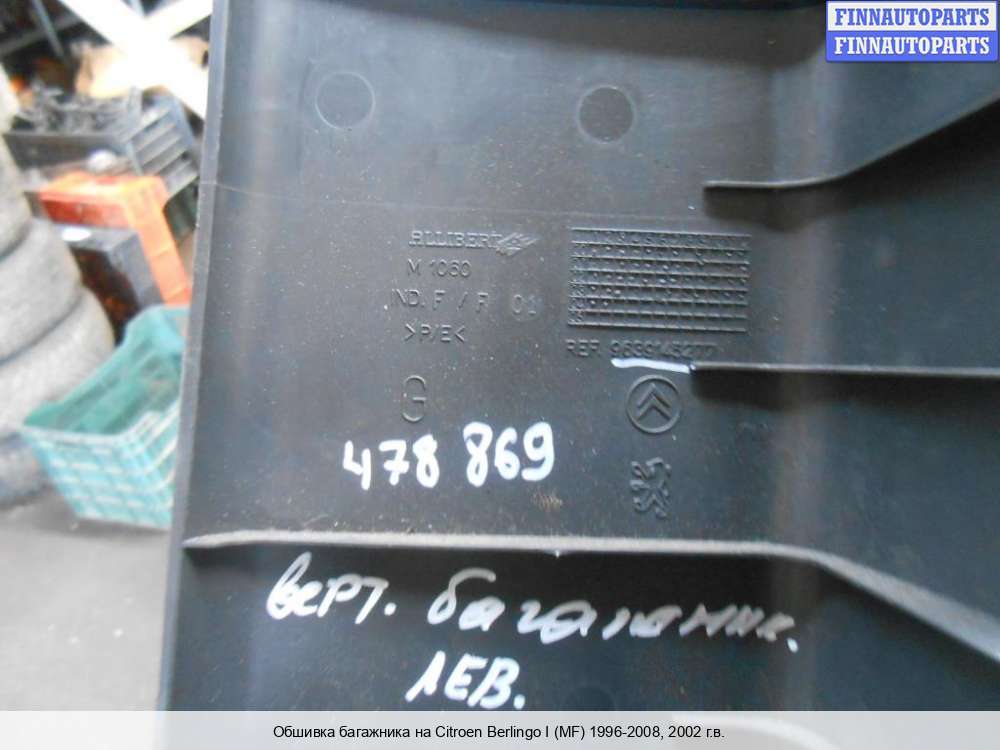 FINNAUTOPARTS
FINNAUTOPARTS
ALLIBERT
M 1060
IND. F / F 01
>P/E<
REF.
G
478 869
верт. багажник.
ЛЕВ.
Обшивка багажника на Citroen Berlingo I (MF) 1996-2008, 2002 г.в.